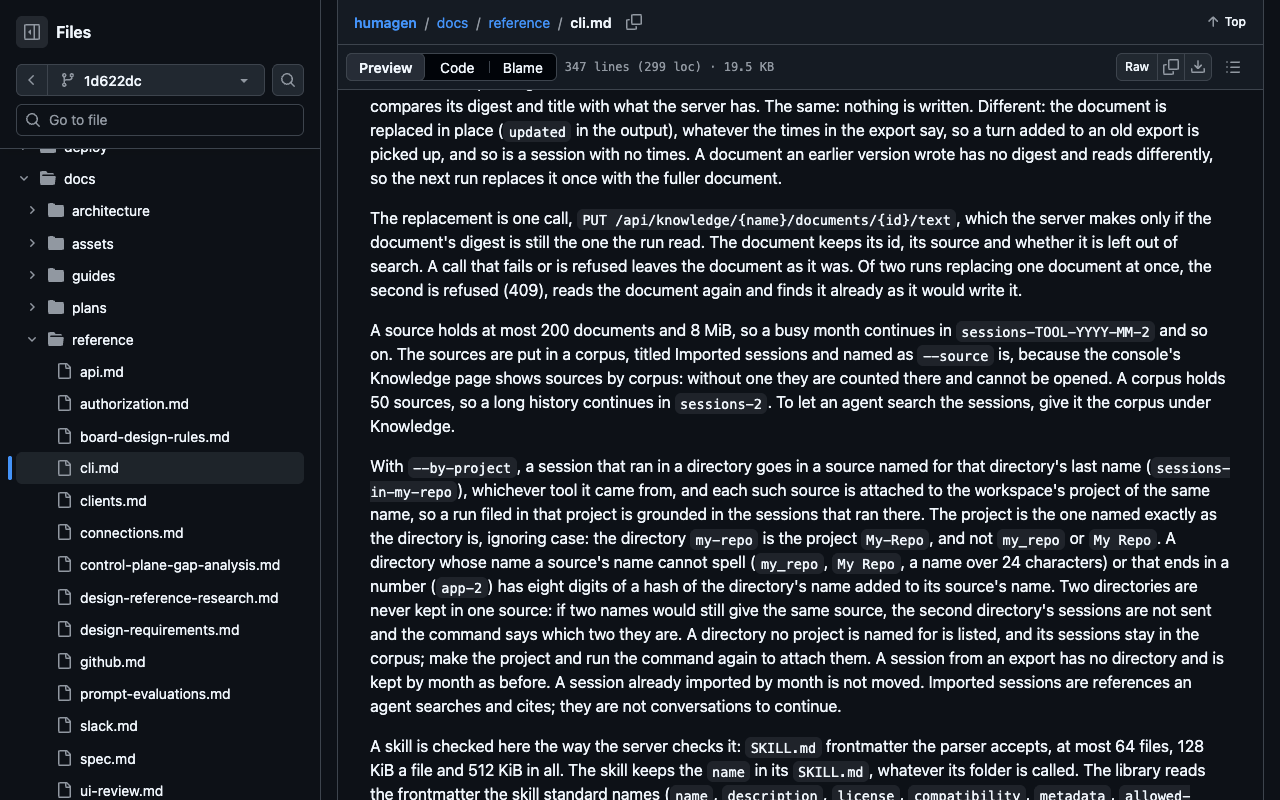 Files
1d622dc
Go to file
deploy
docs
architecture
assets
guides
plans
reference
api.md
authorization.md
board-design-rules.md
cli.md
clients.md
connections.md
control-plane-gap-analysis.md
design-reference-research.md
design-requirements.md
github.md
prompt-evaluations.md
slack.md
spec.md
ui-review.md
humagen / docs / reference / cli.md
Top
Preview Code Blame 347 lines (299 loc) · 19.5 KB
Raw
compares its digest and title with what the server has. The same: nothing is written. Different: the document is
replaced in place ( updated in the output), whatever the times in the export say, so a turn added to an old export is
picked up, and so is a session with no times. A document an earlier version wrote has no digest and reads differently,
so the next run replaces it once with the fuller document.
The replacement is one call, PUT /api/knowledge/{name}/documents/{id}/text , which the server makes only if the
document's digest is still the one the run read. The document keeps its id, its source and whether it is left out of
search. A call that fails or is refused leaves the document as it was. Of two runs replacing one document at once, the
second is refused (409), reads the document again and finds it already as it would write it.
A source holds at most 200 documents and 8 MiB, so a busy month continues in sessions-TOOL-YYYY-MM-2 and so
on. The sources are put in a corpus, titled Imported sessions and named as --source is, because the console's
Knowledge page shows sources by corpus: without one they are counted there and cannot be opened. A corpus holds
50 sources, so a long history continues in sessions-2 . To let an agent search the sessions, give it the corpus under
Knowledge.
With --by-project , a session that ran in a directory goes in a source named for that directory's last name ( sessions-
in-my-repo ), whichever tool it came from, and each such source is attached to the workspace's project of the same
name, so a run filed in that project is grounded in the sessions that ran there. The project is the one named exactly as
the directory is, ignoring case: the directory my-repo is the project My-Repo , and not my_repo or My Repo . A
directory whose name a source's name cannot spell ( my_repo , My Repo , a name over 24 characters) or that ends in a
number ( app-2 ) has eight digits of a hash of the directory's name added to its source's name. Two directories are
never kept in one source: if two names would still give the same source, the second directory's sessions are not sent
and the command says which two they are. A directory no project is named for is listed, and its sessions stay in the
corpus; make the project and run the command again to attach them. A session from an export has no directory and is
kept by month as before. A session already imported by month is not moved. Imported sessions are references an
agent searches and cites; they are not conversations to continue.
A skill is checked here the way the server checks it: SKILL.md frontmatter the parser accepts, at most 64 files, 128
KiB a file and 512 KiB in all. The skill keeps the name in its SKILL.md , whatever its folder is called. The library reads
the frontmatter the skill standard names ( name , description , license , compatibility , metadata , allowed-